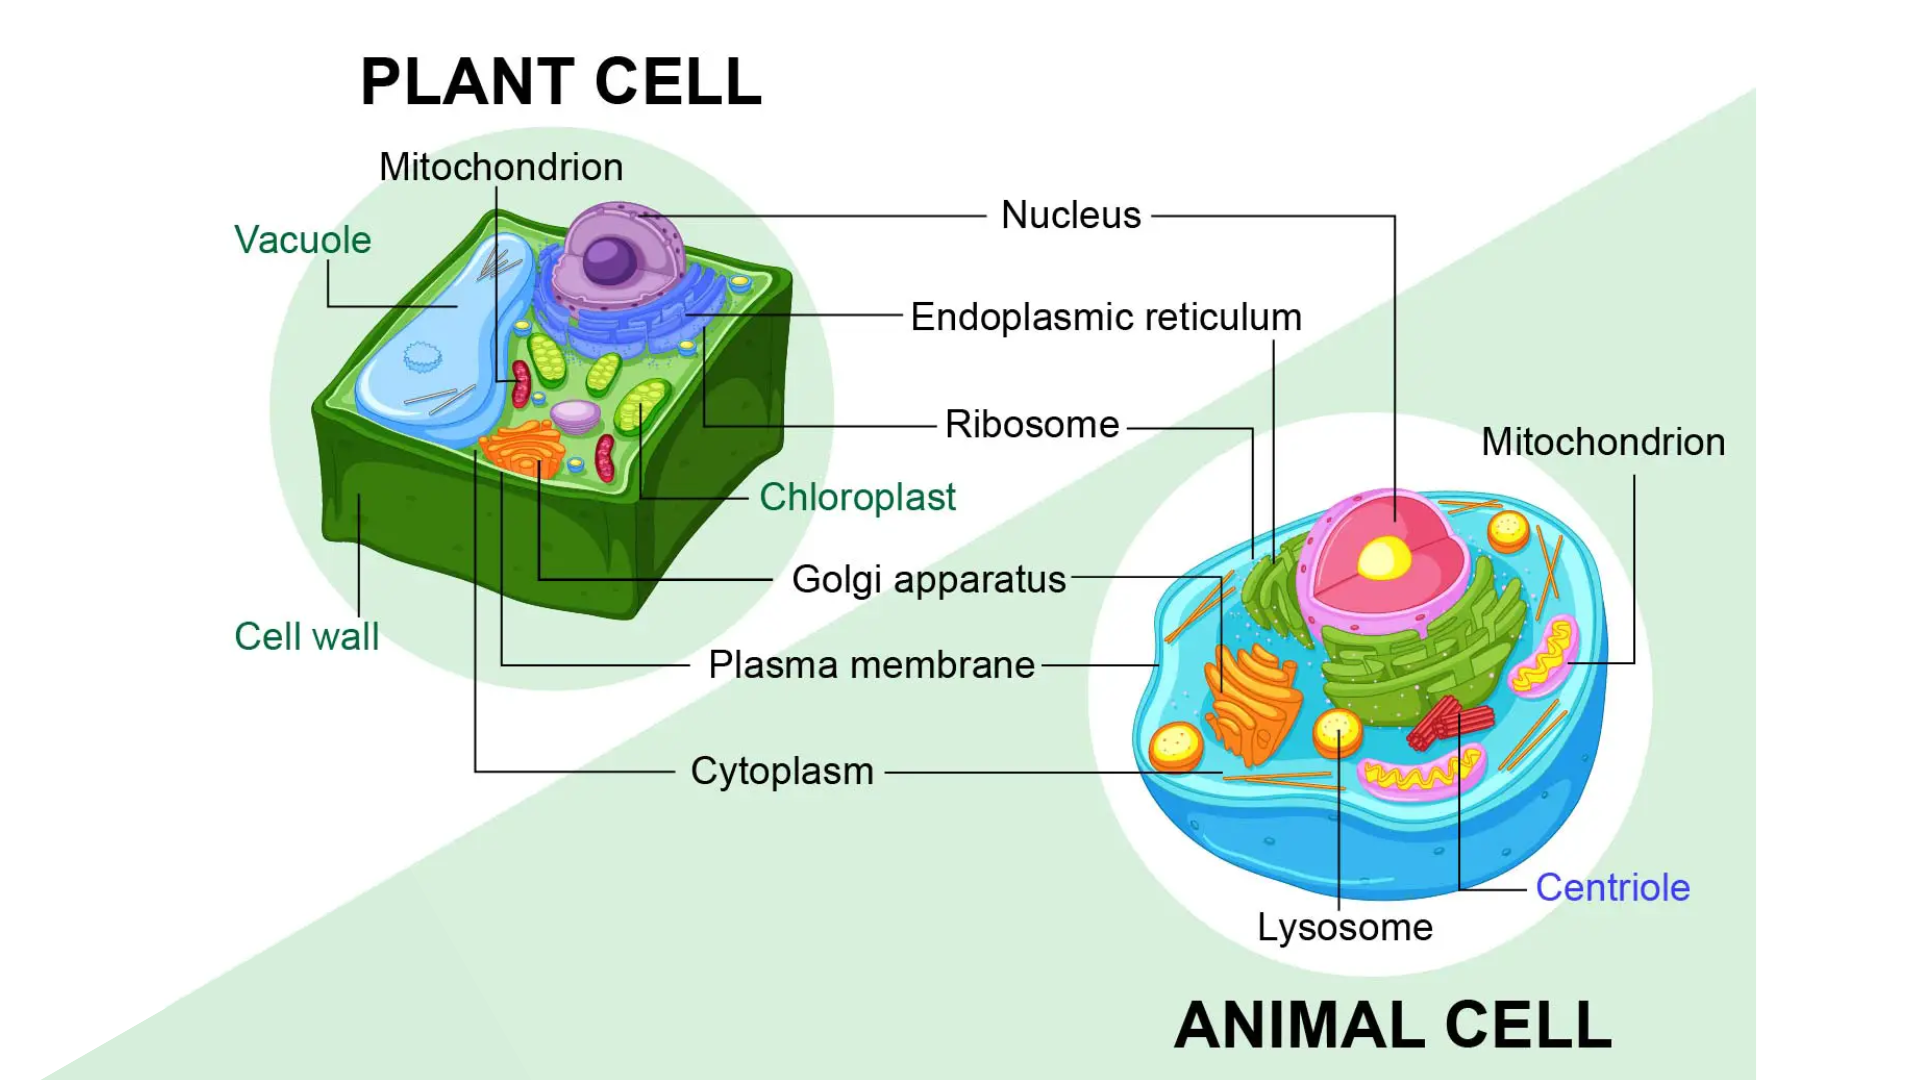 PLANT CELL
Mitochondrion
Vacuole
Nucleus
Endoplasmic reticulum
Ribosome
Mitochondrion
Chloroplast
Golgi apparatus
Cell wall
Plasma membrane
Cytoplasm
Centriole
Lysosome
ANIMAL CELL